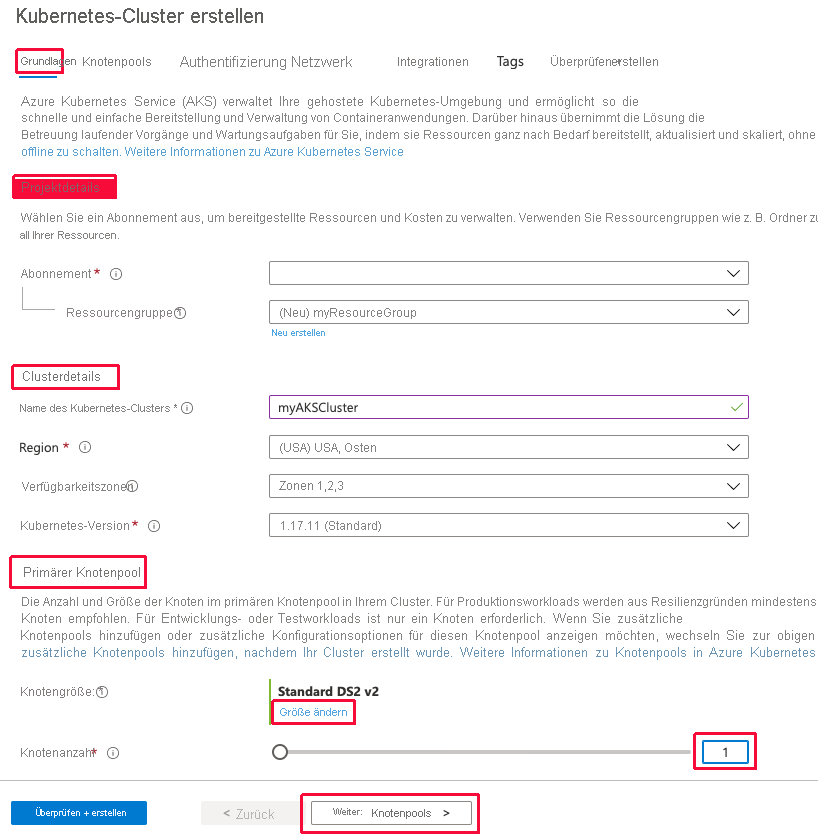 Kubernetes-Cluster erstellen
Grundlagen Knotenpools Authentifizierung Netzwerk Integrationen Tags Überprüfen erstellen
Azure Kubernetes Service (AKS) verwaltet Ihre gehostete Kubernetes-Umgebung und ermöglicht so die
schnelle und einfache Bereitstellung und Verwaltung von Containeranwendungen. Darüber hinaus übernimmt die Lösung die
Betreuung laufender Vorgänge und Wartungsaufgaben für Sie, indem sie Ressourcen ganz nach Bedarf bereitstellt, aktualisiert und skaliert, ohne
offline zu schalten. Weitere Informationen zu Azure Kubernetes Service
Projektdetails
Wählen Sie ein Abonnement aus, um bereitgestellte Ressourcen und Kosten zu verwalten. Verwenden Sie Ressourcengruppen wie z. B. Ordner
all Ihrer Ressourcen.
Abonnement *
Ressourcengruppe
(Neu) myResourceGroup
Neu erstellen
Clusterdetails
Name des Kubernetes-Clusters *
myAKSCluster
Region *
(USA) USA, Osten
Verfügbarkeitszonen
Zonen 1,2,3
Kubernetes-Version *
1.17.11 (Standard)
Primärer Knotenpool
Die Anzahl und Größe der Knoten im primären Knotenpool in Ihrem Cluster. Für Produktionsworkloads werden aus Resilienzgründen mindestens
Knoten empfohlen. Für Entwicklungs- oder Testworkloads ist nur ein Knoten erforderlich. Wenn Sie zusätzliche
Knotenpools hinzufügen oder zusätzliche Konfigurationsoptionen für diesen Knotenpool anzeigen möchten, wechseln Sie zur obigen
zusätzliche Knotenpools hinzufügen, nachdem Ihr Cluster erstellt wurde. Weitere Informationen zu Knotenpools in Azure Kubernetes
Knotengröße:
Standard DS2 v2
Größe ändern
Knotenanzahl *
1
Überprüfen + erstellen
< Zurück
Weiter: Knotenpools >